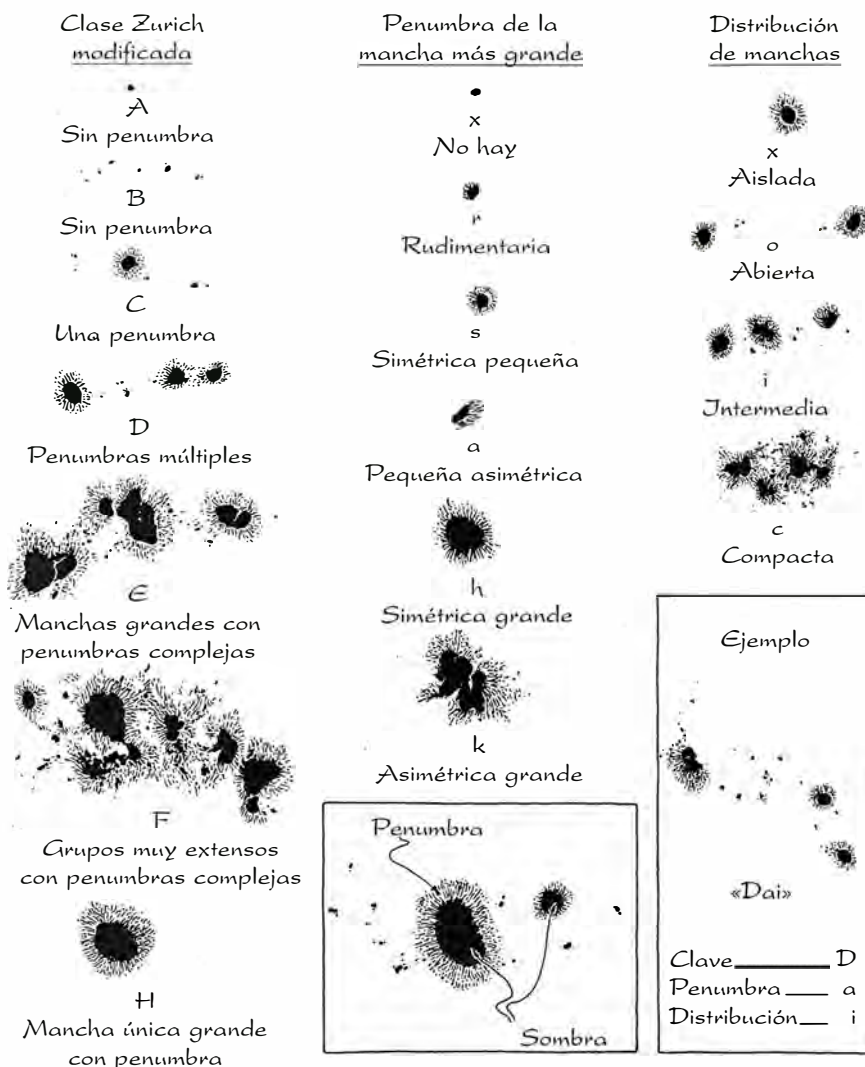 Clase Zurich
modificada
A
Sin penumbra
B
Sin penumbra
C
Una penumbra
D
Penumbras múltiples
E
Manchas grandes con
penumbras complejas
F
Grupos muy extensos
con penumbras complejas
H
Mancha única grande
con penumbra
Penumbra de la
mancha más grande
x
No hay
r
Rudimentaria
s
Simétrica pequeña
a
Pequeña asimétrica
h
Simétrica grande
k
Asimétrica grande
Penumbra
Sombra
Distribución
de manchas
x
Aislada
o
Abierta
i
Intermedia
c
Compacta
Ejemplo
«Dai»
Clave D
Penumbra a
Distribución i